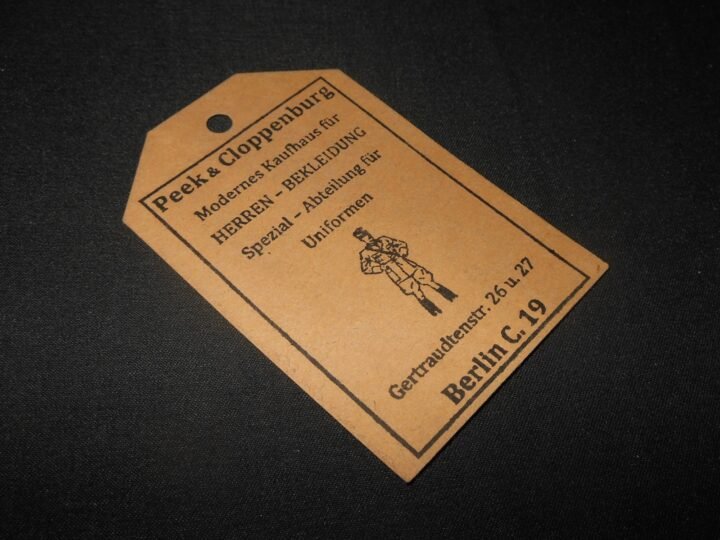 Peek & Cloppenburg
Modernes Kaufhaus für
HERREN - BEKLEIDUNG
Spezial - Abteilung für
Uniformen
Gertraudtenstr. 26 u. 27
Berlin C. 19